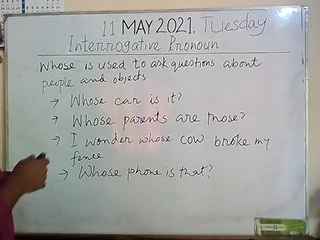 11 MAY 2021. Tuesday
Interrogative Pronoun
Whose is used to ask questions about
people and objects
→ Whose car is it?
→ Whose parents are those?
→ I wonder whose cow broke my
fence
→ Whose phone is that?